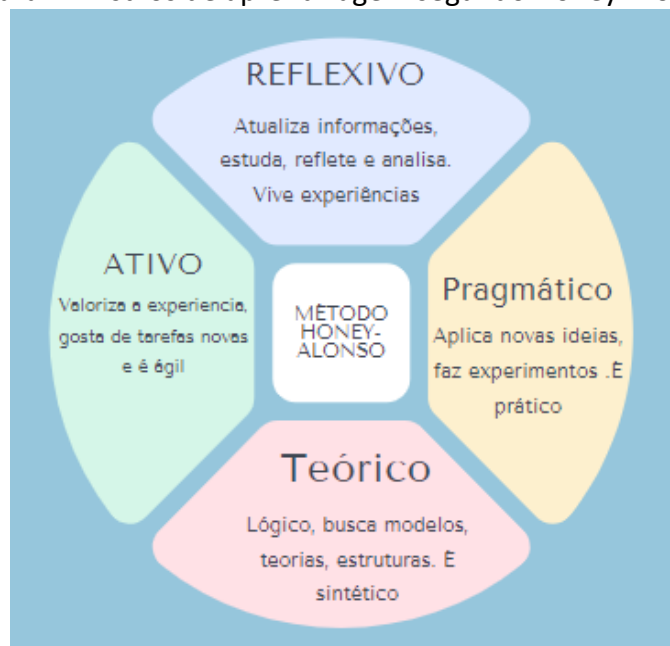 REFLEXIVO
Atualiza informações,
estuda, reflete e analisa.
Vive experiências
ATIVO
Valoriza a experiencia,
gosta de tarefas novas
e é ágil
MÉTODO
HONEY-
ALONSO
Pragmático
Aplica novas ideias,
faz experimentos .É
prático
Teórico
Lógico, busca modelos,
teorias, estruturas. É
sintético